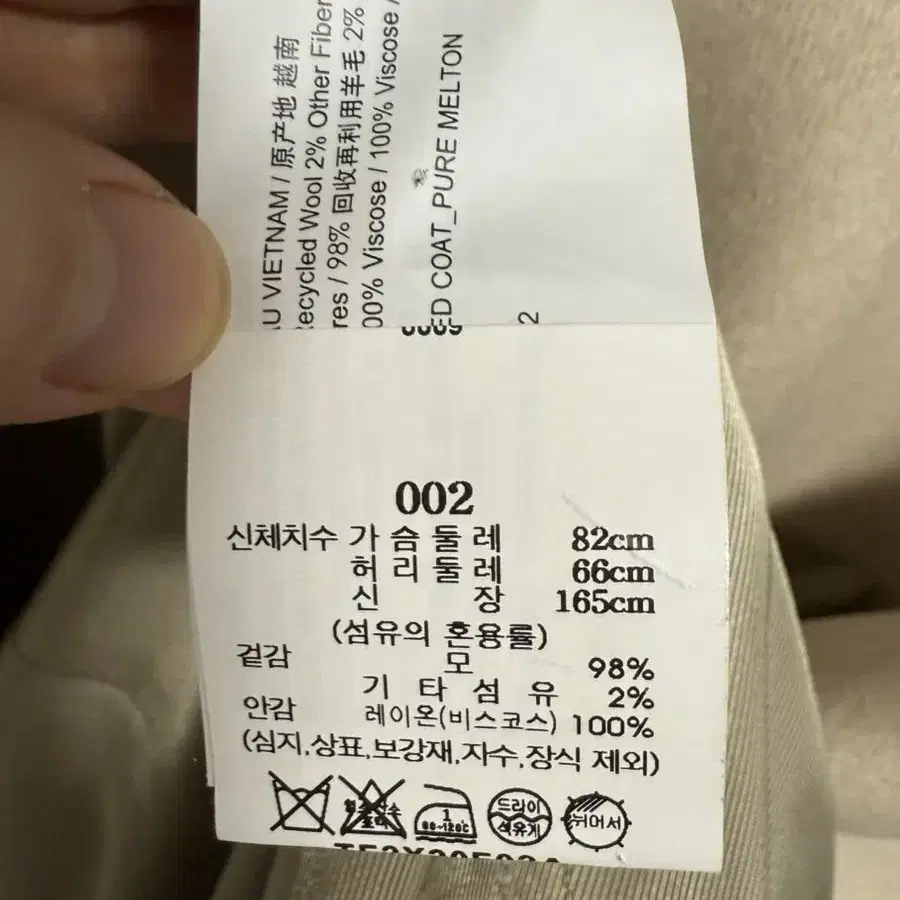 U VIETNAM / 原产地 越南
Recycled Wool 2% Other Fiber
res / 98% 回收再利用羊毛 2%
00% Viscose / 100% Viscose /
ED COAT_PURE MELTON
2
002
신체치수 가 슴 둘 레 82cm
허 리 둘 레 66cm
신 장 165cm
(섬유의 혼용률)
겉감 모 98%
기 타 섬 유 2%
안감 레이온(비스코스) 100%
(심지,상표,보강재,자수,장식 제외)
1
80~120℃
드라이
석유계
뉘어서